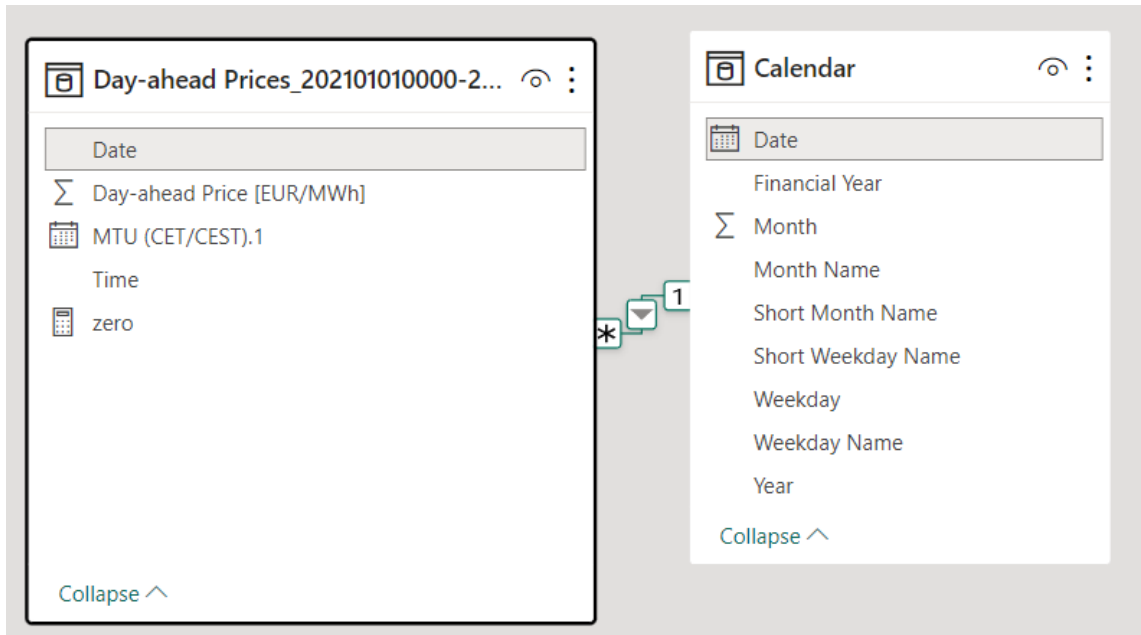 Day-ahead Prices_202101010000-2...
Date
Day-ahead Price [EUR/MWh]
MTU (CET/CEST).1
Time
zero
Collapse
*
1
Calendar
Date
Financial Year
Month
Month Name
Short Month Name
Short Weekday Name
Weekday
Weekday Name
Year
Collapse